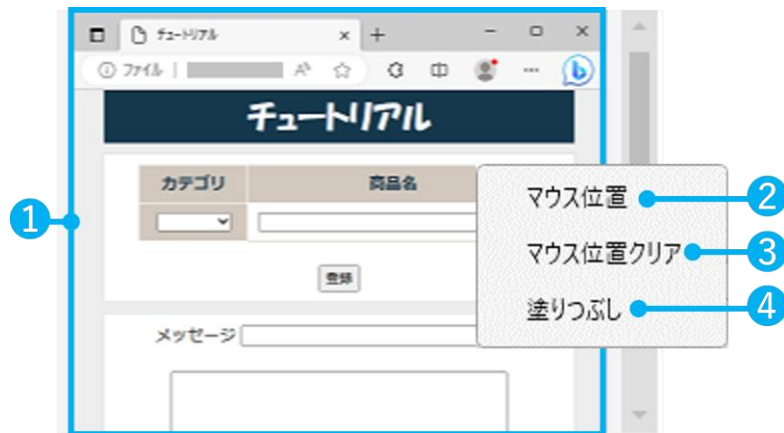 チュートリアル
ファイル
チュートリアル
カテゴリ 商品名
登録
メッセージ
マウス位置
マウス位置クリア
塗りつぶし
1
2
3
4